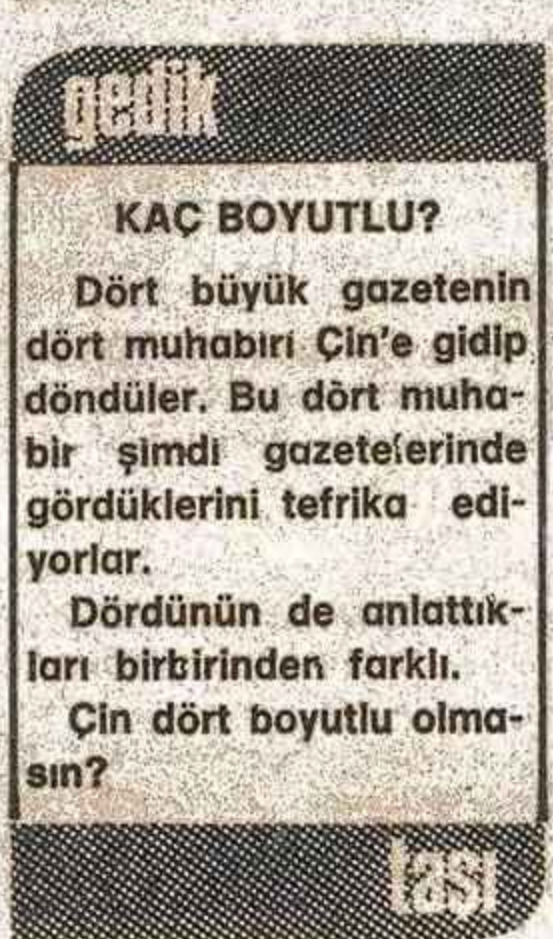 gedik
KAÇ BOYUTLU?
Dört büyük gazetenin
dört muhabiri Çin'e gidip
döndüler. Bu dört muha-
bir şimdi gazetelerinde
gördüklerini tefrika edi-
yorlar.
Dördünün de anlattık-
ları birbirinden farklı.
Çin dört boyutlu olma-
sın?
taşı